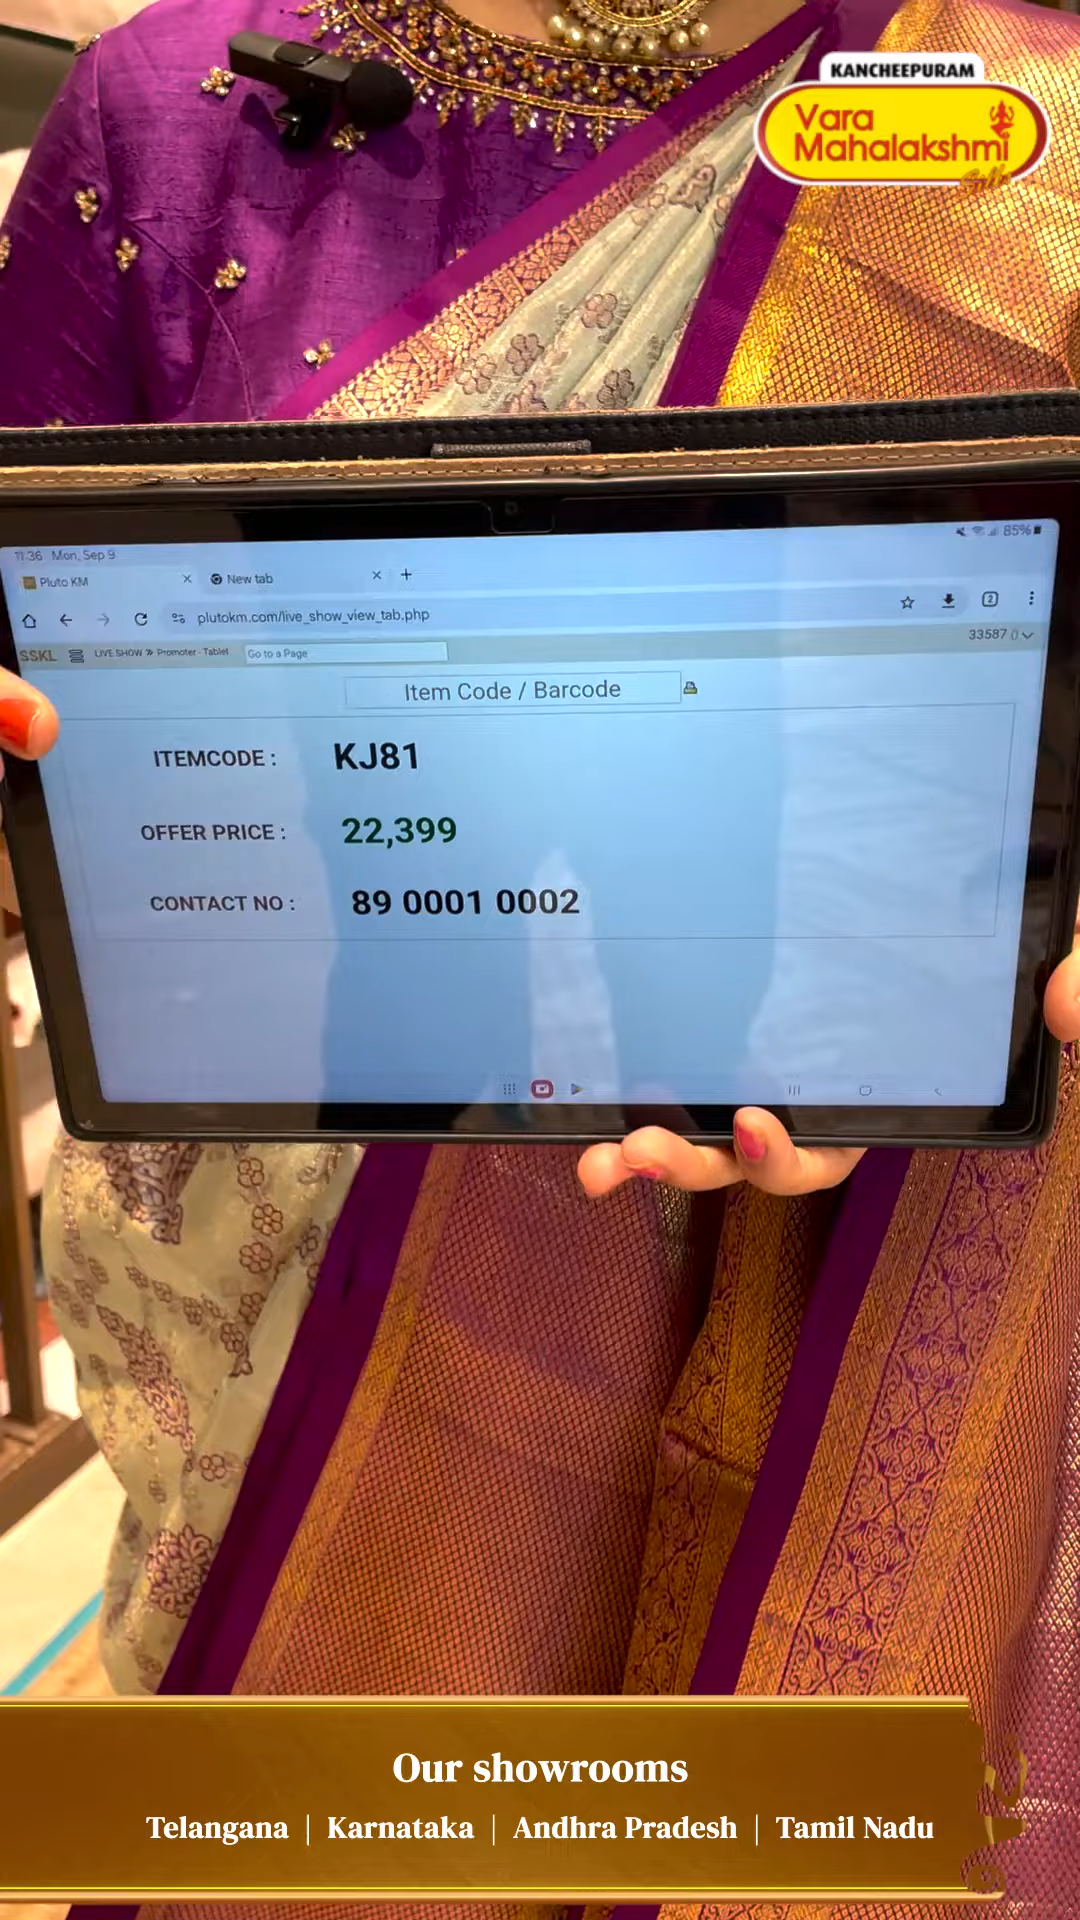 KANCHEEPURAM
Vara
Mahalakshmi
Silks
11:36 Mon, Sep 9
85%
Pluto KM
New tab
plutokm.com/live_show_view_tab.php
2
33587 ()
SSKL
LIVE SHOW » Promoter - Tablet
Go to a Page
Item Code / Barcode
ITEMCODE : KJ81
OFFER PRICE : 22,399
CONTACT NO : 89 0001 0002
Our showrooms
Telangana | Karnataka | Andhra Pradesh | Tamil Nadu